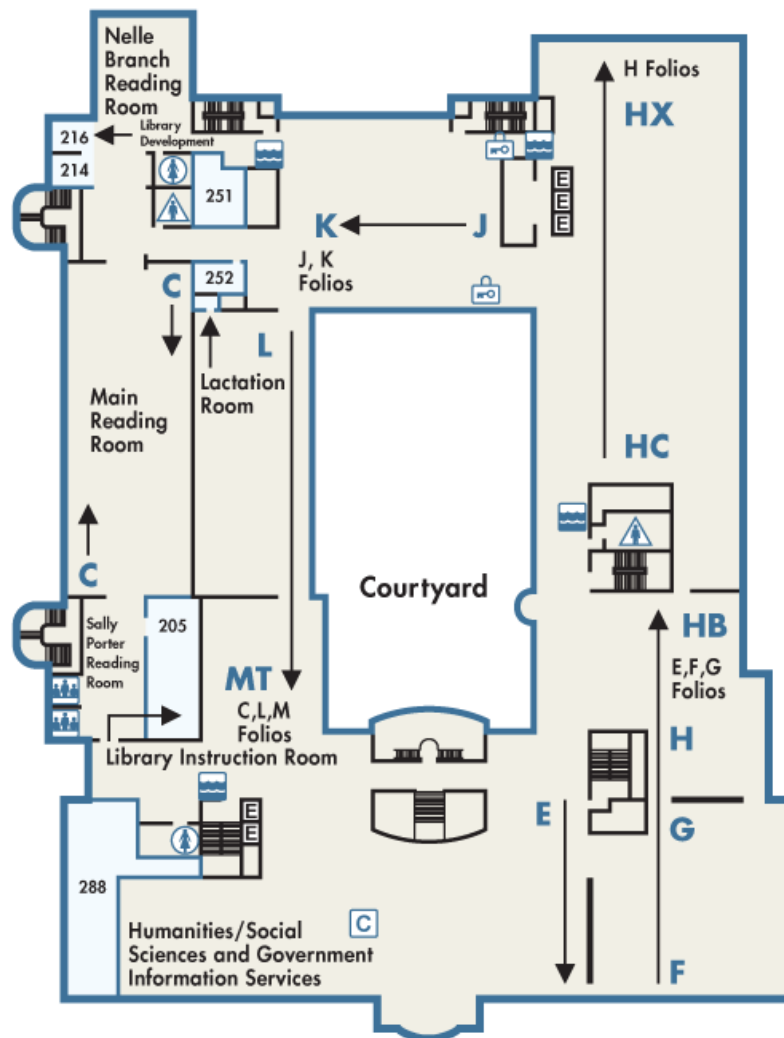 Nelle
Branch
Reading
Room
H Folios
HX
216
Library
Development
214
251
E
E
E
K
J
J, K
Folios
252
C
L
Lactation
Room
Main
Reading
Room
HC
C
Courtyard
Sally
Porter
Reading
Room
205
HB
E,F,G
Folios
MT
C,L,M
Folios
H
Library Instruction Room
E
E
E
G
288
C
Humanities/Social
Sciences and Government
Information Services
F